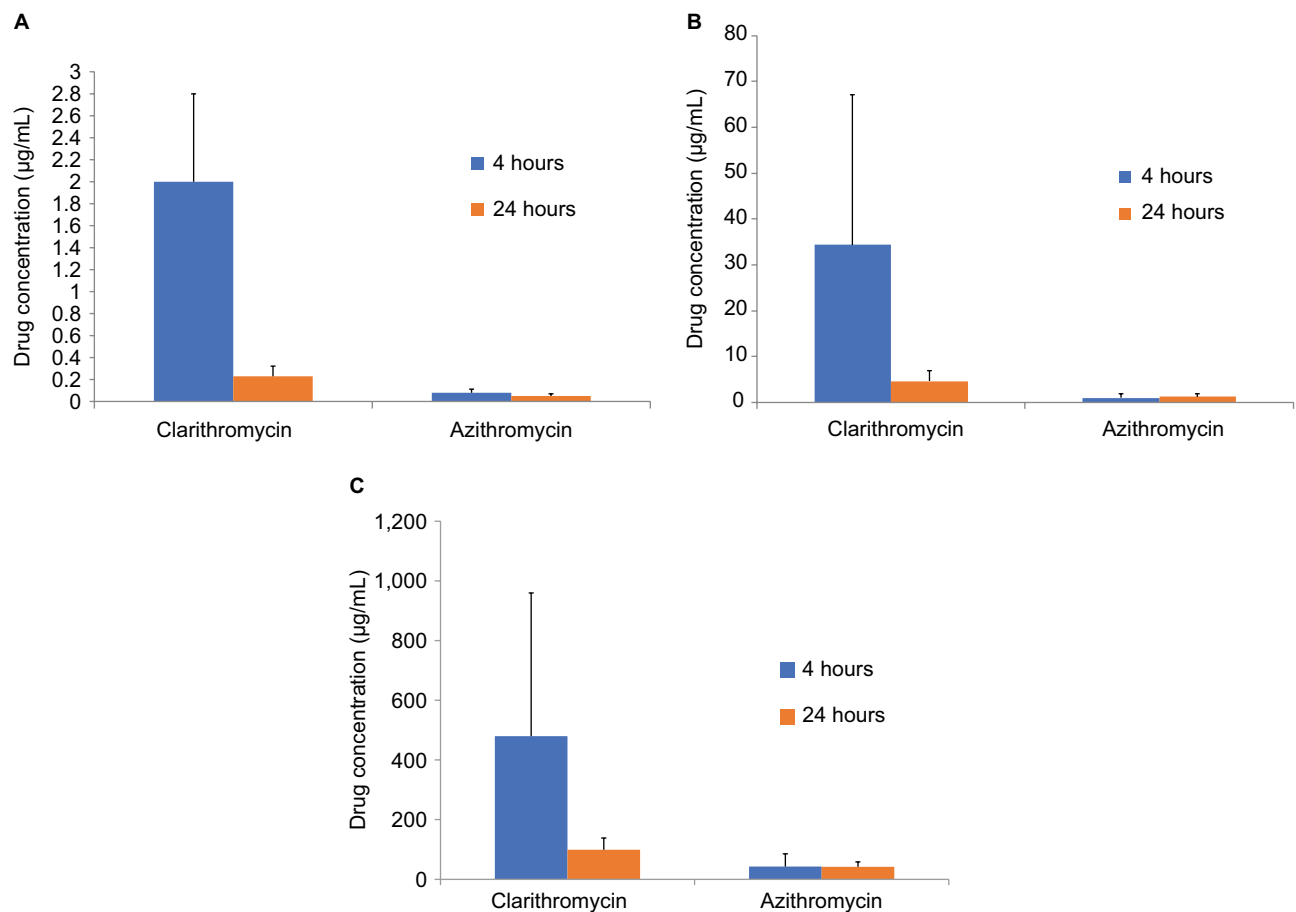 A
Drug concentration (µg/mL)
3
2.8
2.6
2.4
2.2
2
1.8
1.6
1.4
1.2
1
0.8
0.6
0.4
0.2
0
4 hours
24 hours
Clarithromycin
Azithromycin
B
Drug concentration (µg/mL)
80
70
60
50
40
30
20
10
0
4 hours
24 hours
Clarithromycin
Azithromycin
C
Drug concentration (µg/mL)
1,200
1,000
800
600
400
200
0
4 hours
24 hours
Clarithromycin
Azithromycin